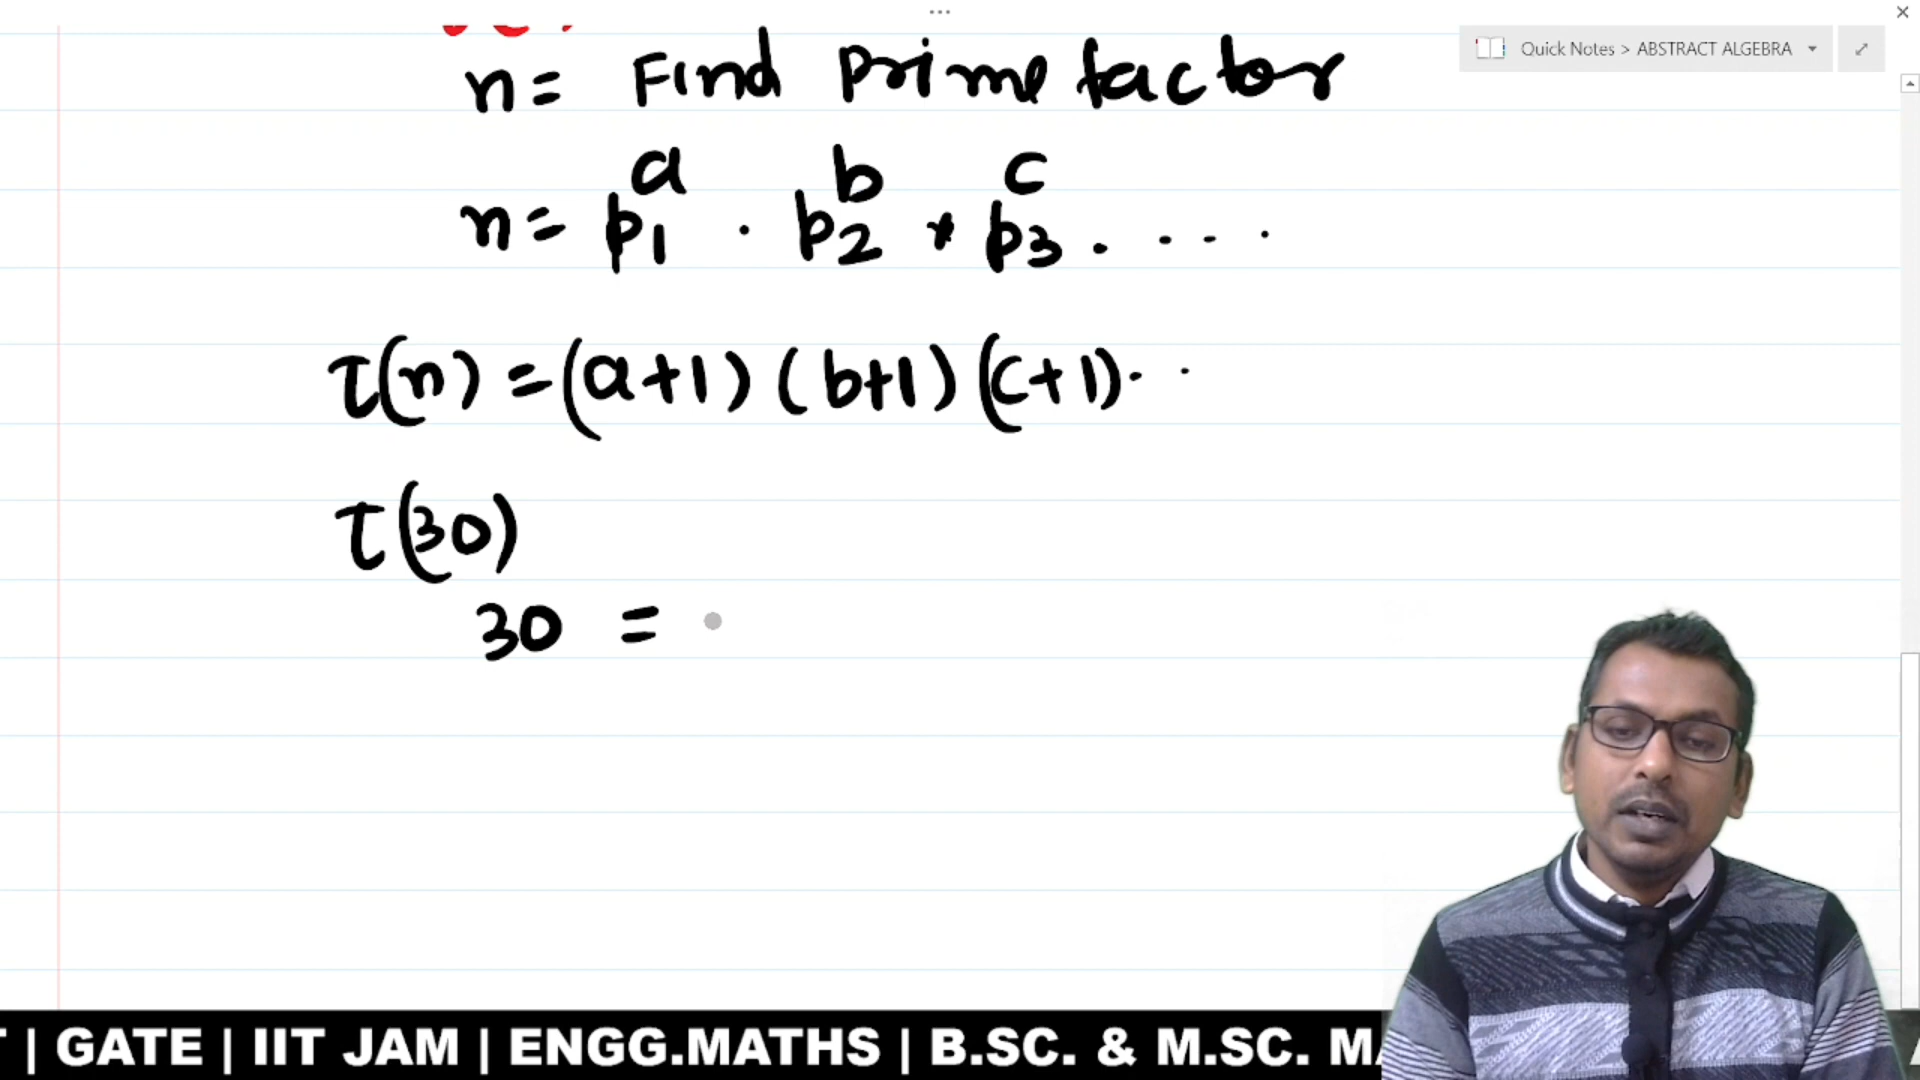 Quick Notes > ABSTRACT ALGEBRA
n = Find prime factor
a b c
n = p1 . p2 * p3 . . . .
τ(n) = (a+1) (b+1) (c+1) . .
τ(30)
30 =
| GATE | IIT JAM | ENGG.MATHS | B.SC. & M.SC.